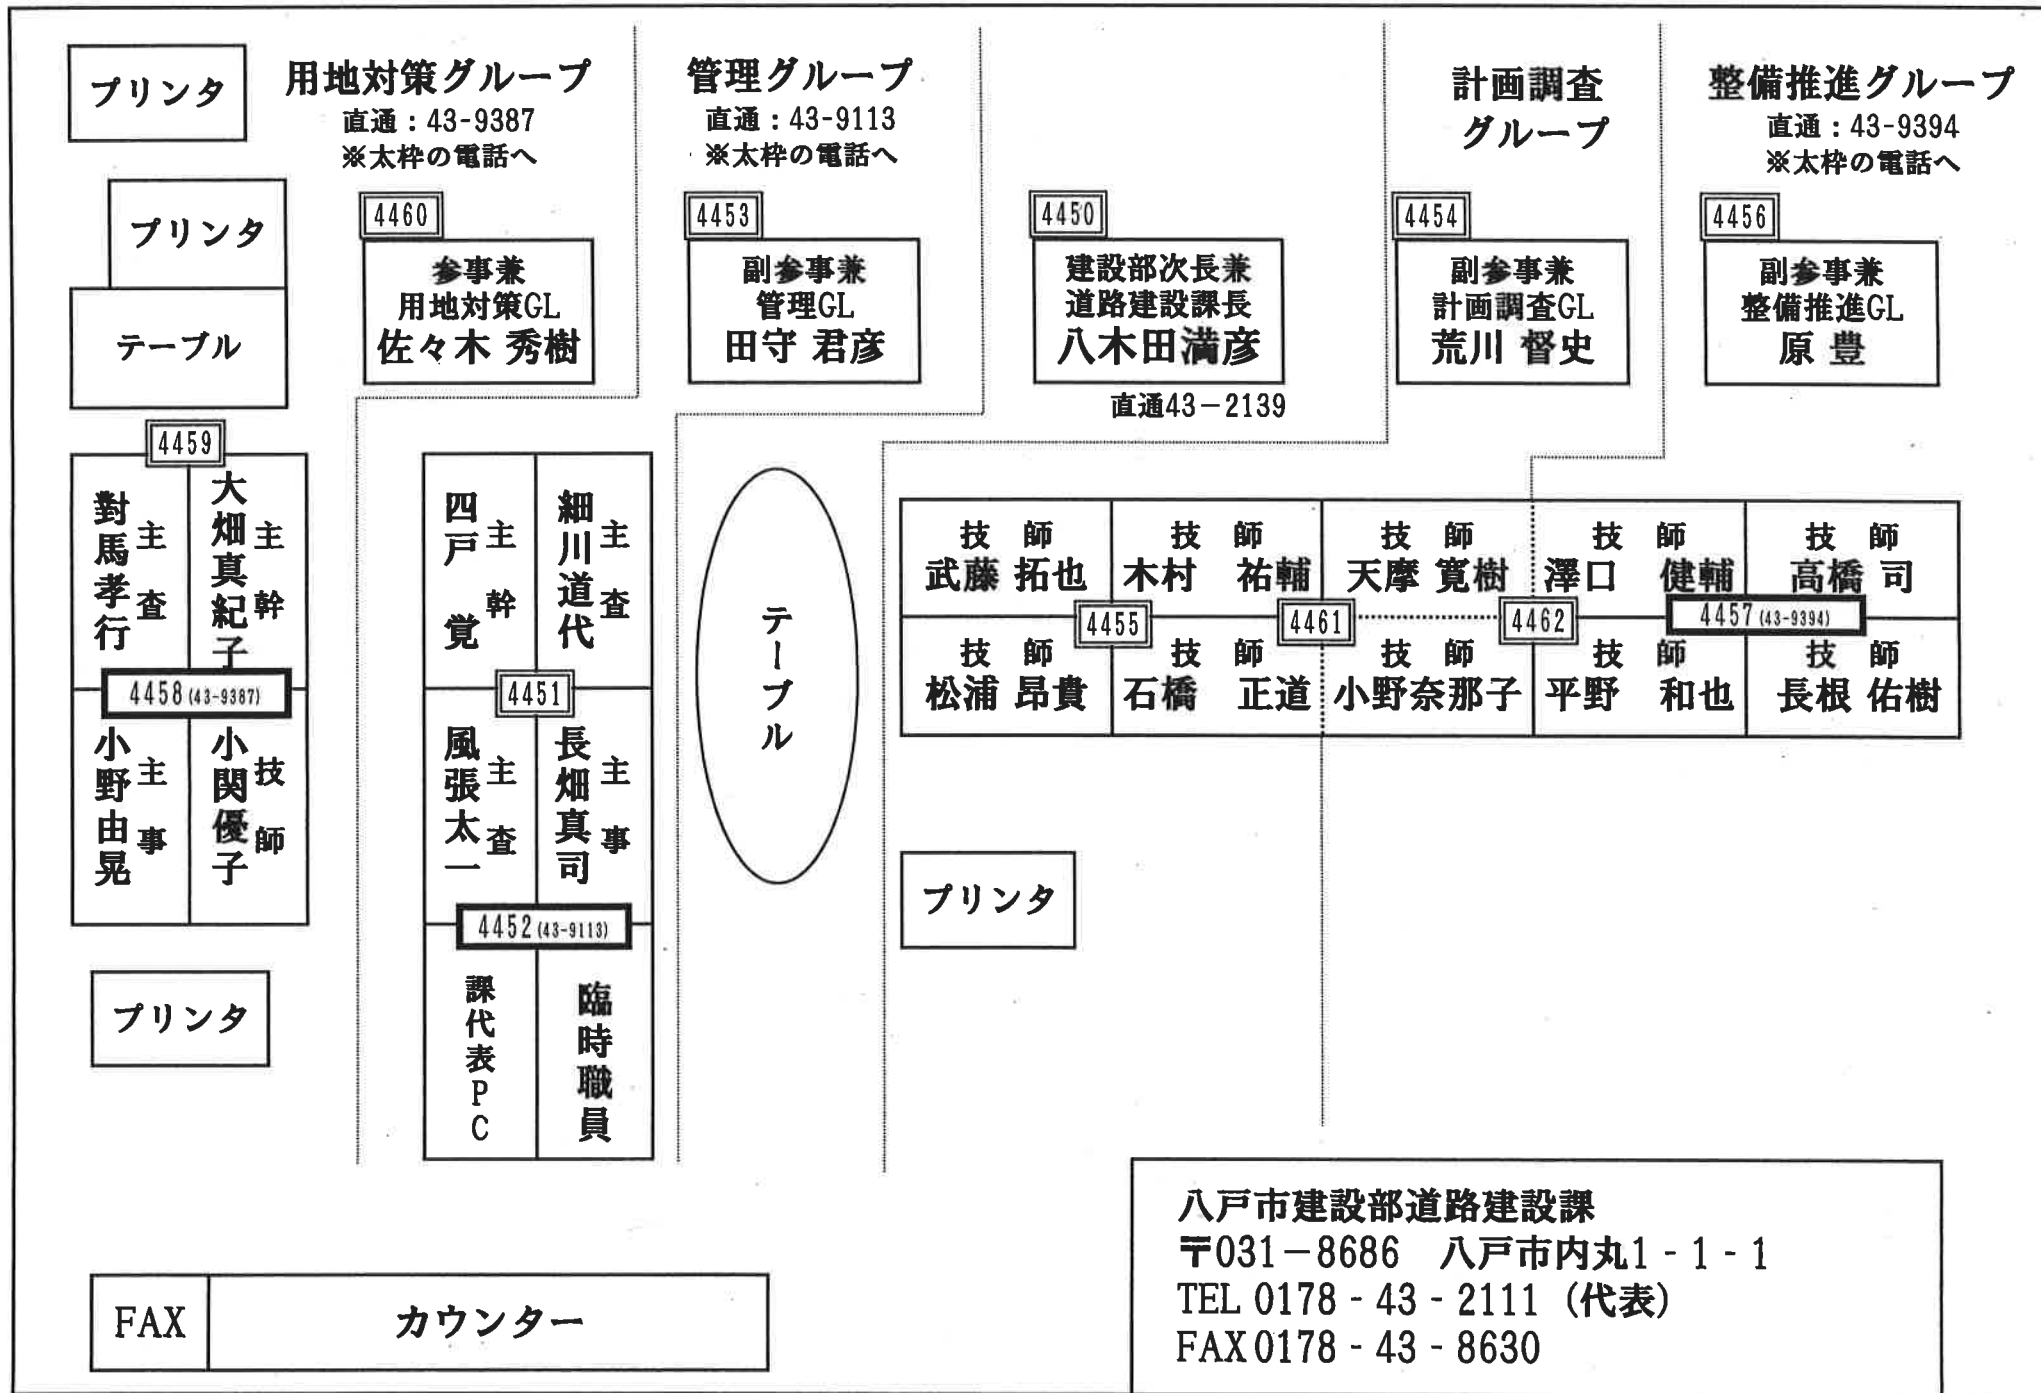 プリンタ
用地対策グループ
直通：43-9387
※太枠の電話へ
管理グループ
直通：43-9113
※太枠の電話へ
計画調査
グループ
整備推進グループ
直通：43-9394
※太枠の電話へ
プリンタ
テーブル
4460
参事兼
用地対策GL
佐々木 秀樹
4453
副参事兼
管理GL
田守 君彦
4450
建設部次長兼
道路建設課長
八木田満彦
直通43－2139
4454
副参事兼
計画調査GL
荒川 督史
4456
副参事兼
整備推進GL
原 豊
4459
主査
對馬孝行
主幹
大畑真紀子
4458 (43-9387)
主事
小野由晃
技師
小関優子
主幹
四戸 覚
主査
細川道代
4451
主査
風張太一
主事
長畑真司
4452 (43-9113)
課代表PC
臨時職員
テーブル
技 師
武藤 拓也
技 師
木村 祐輔
技 師
天摩 寛樹
技 師
澤口 健輔
技 師
高橋 司
4455
4461
4462
4457 (43-9394)
技 師
松浦 昂貴
技 師
石橋 正道
技 師
小野奈那子
技 師
平野 和也
技 師
長根 佑樹
プリンタ
プリンタ
FAX
カウンター
八戸市建設部道路建設課
〒031－8686 八戸市内丸1 - 1 - 1
TEL 0178 - 43 - 2111（代表）
FAX 0178 - 43 - 8630